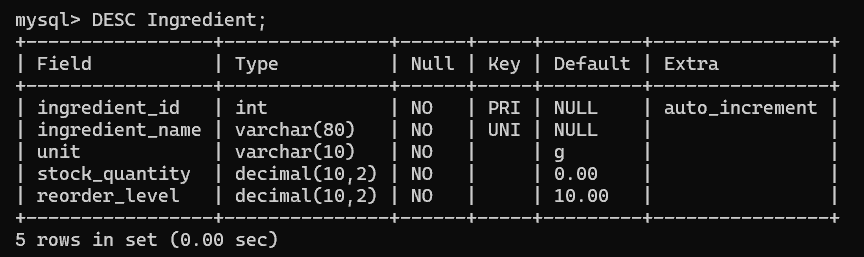 mysql> DESC Ingredient;
+-----------------+---------------+------+-----+---------+----------------+
| Field           | Type          | Null | Key | Default | Extra          |
+-----------------+---------------+------+-----+---------+----------------+
| ingredient_id   | int           | NO   | PRI | NULL    | auto_increment |
| ingredient_name | varchar(80)   | NO   | UNI | NULL    |                |
| unit            | varchar(10)   | NO   |     | g       |                |
| stock_quantity  | decimal(10,2) | NO   |     | 0.00    |                |
| reorder_level   | decimal(10,2) | NO   |     | 10.00   |                |
+-----------------+---------------+------+-----+---------+----------------+
5 rows in set (0.00 sec)